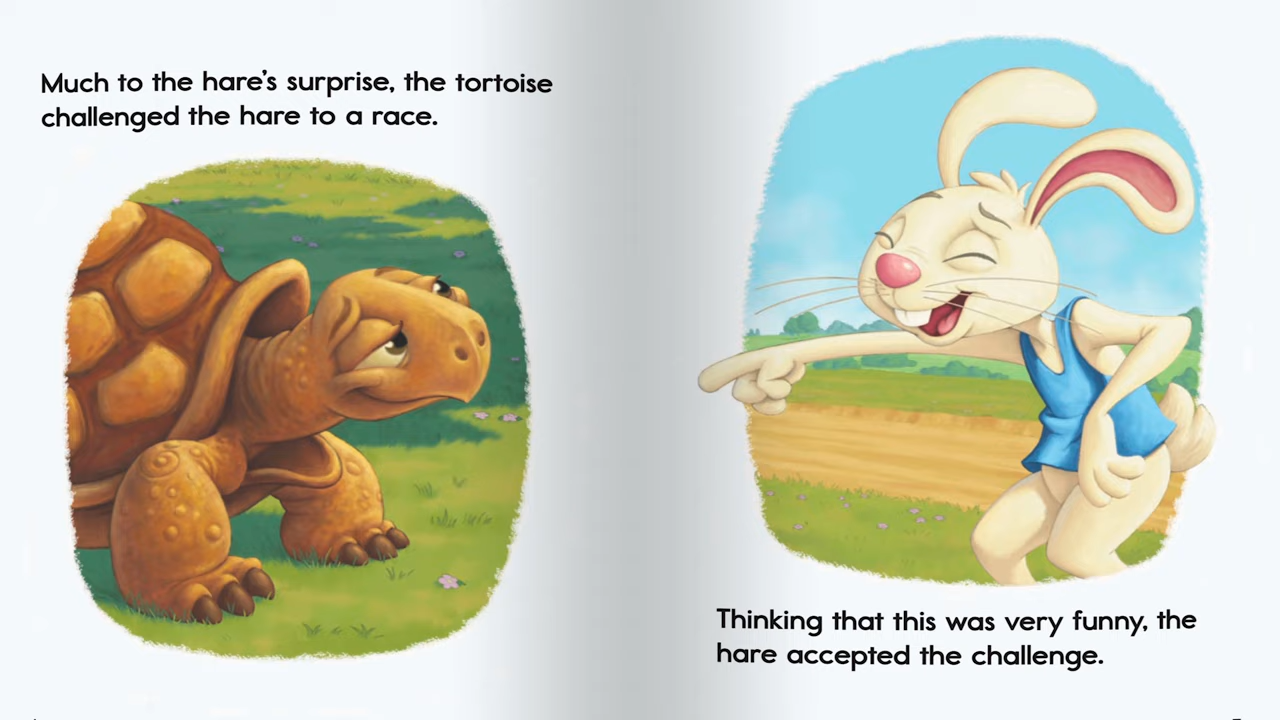 Much to the hare's surprise, the tortoise
challenged the hare to a race.
Thinking that this was very funny, the
hare accepted the challenge.